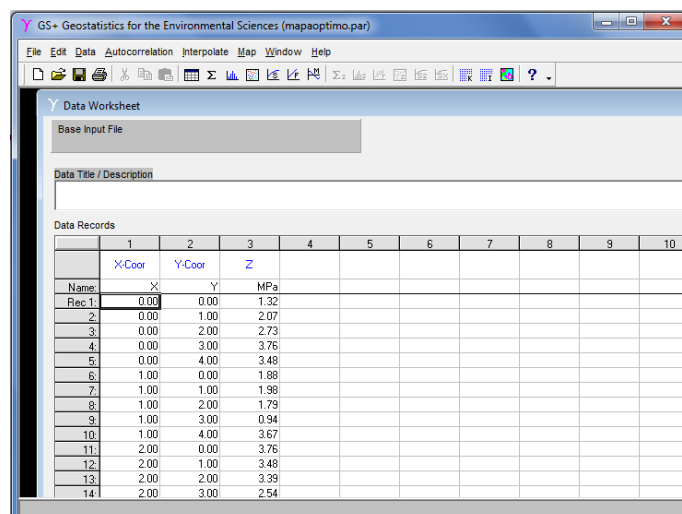 GS+ Geostatistics for the Environmental Sciences (mapaoptimo.par)
File Edit Data Autocorrelation Interpolate Map Window Help
Data Worksheet
Base Input File
Data Title / Description
Data Records
1 2 3 4 5 6 7 8 9 10
X-Coor Y-Coor Z
Name: X Y MPa
Rec 1: 0.00 0.00 1.32
2: 0.00 1.00 2.07
3: 0.00 2.00 2.73
4: 0.00 3.00 3.76
5: 0.00 4.00 3.48
6: 1.00 0.00 1.88
7: 1.00 1.00 1.98
8: 1.00 2.00 1.79
9: 1.00 3.00 0.94
10: 1.00 4.00 3.67
11: 2.00 0.00 3.76
12: 2.00 1.00 3.48
13: 2.00 2.00 3.39
14: 2.00 3.00 2.54